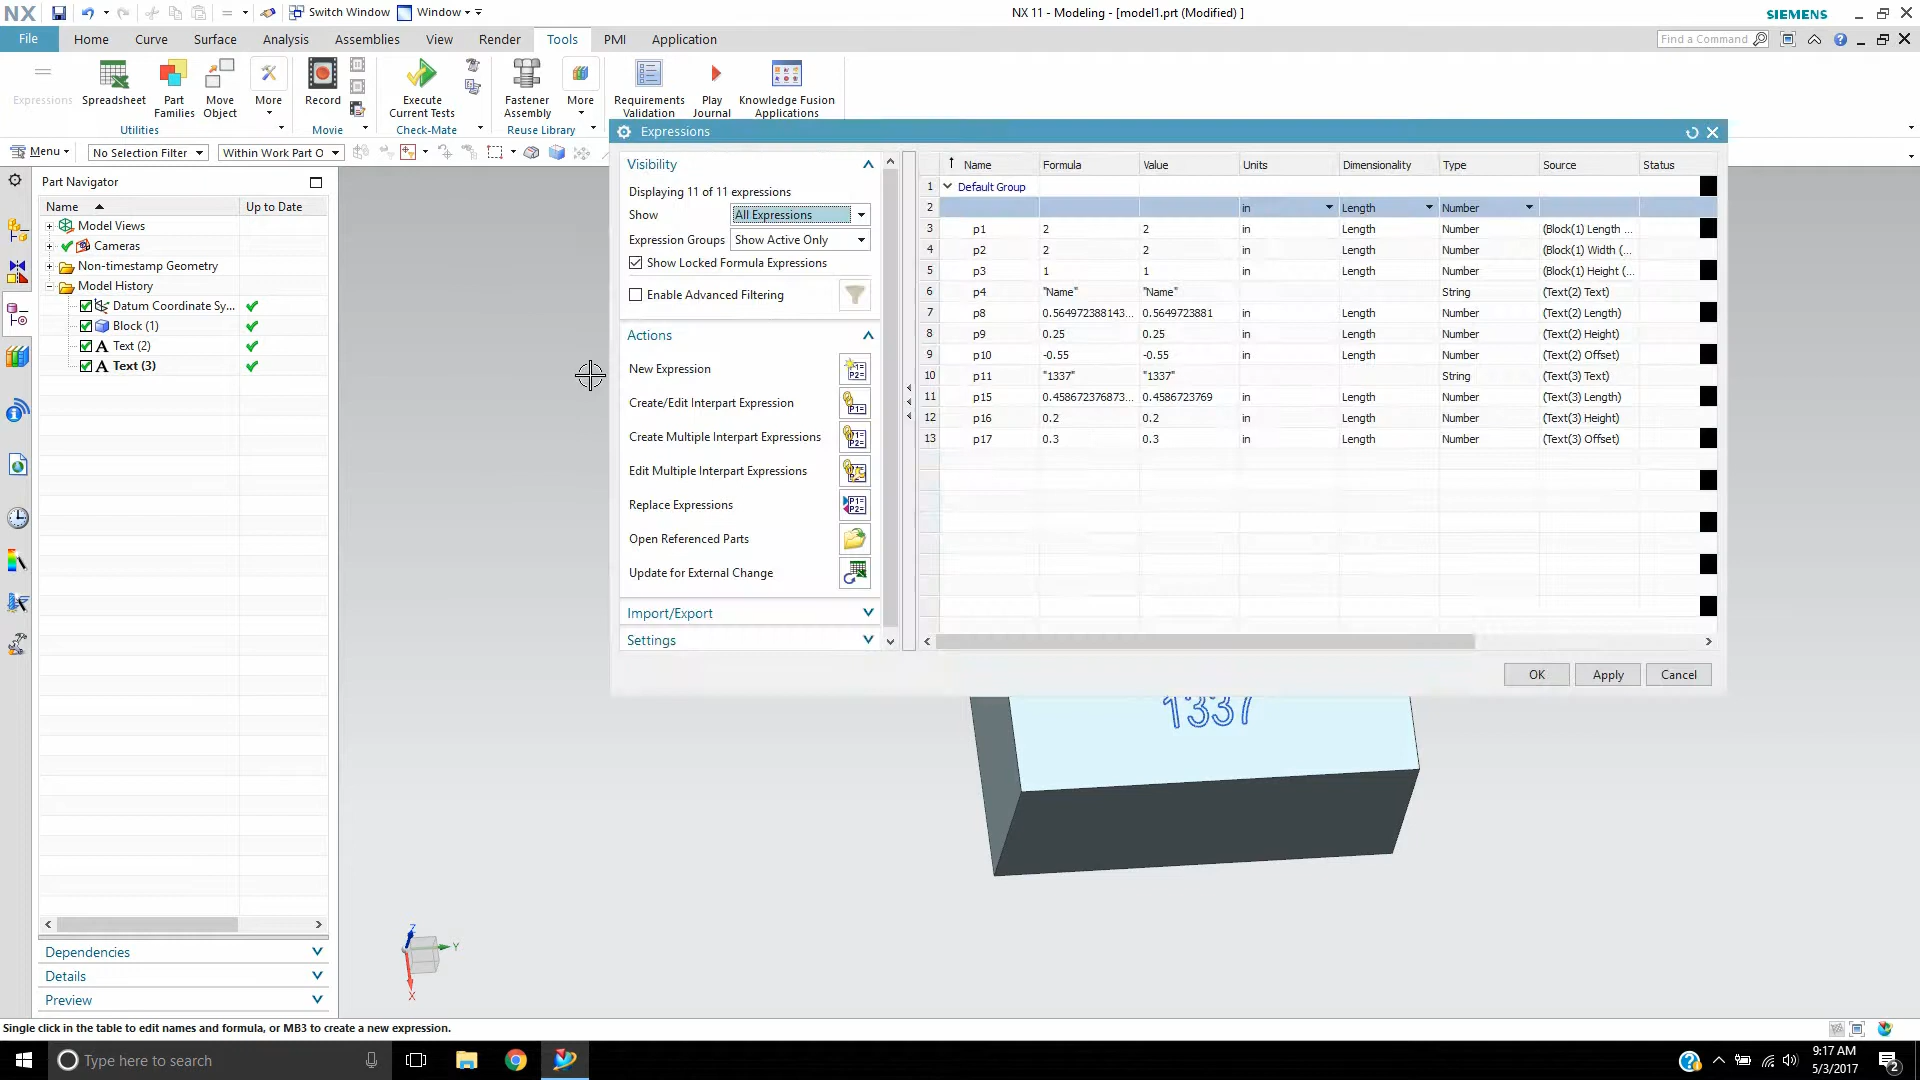 NX Switch Window Window NX 11 - Modeling - [model1.prt (Modified) ] SIEMENS
File Home Curve Surface Analysis Assemblies View Render Tools PMI Application Find a Command
Expressions Spreadsheet Part Families Move Object More Record Execute Current Tests Fastener Assembly More Requirements Validation Play Journal Knowledge Fusion Applications
Utilities Movie Check-Mate Reuse Library
Menu No Selection Filter Within Work Part O
Expressions
Part Navigator
Name Up to Date
Model Views
Cameras
Non-timestamp Geometry
Model History
Datum Coordinate Sy...
Block (1)
Text (2)
Text (3)
Dependencies
Details
Preview
Visibility
Displaying 11 of 11 expressions
Show All Expressions
Expression Groups Show Active Only
Show Locked Formula Expressions
Enable Advanced Filtering
Actions
New Expression
Create/Edit Interpart Expression
Create Multiple Interpart Expressions
Edit Multiple Interpart Expressions
Replace Expressions
Open Referenced Parts
Update for External Change
Import/Export
Settings
Name Formula Value Units Dimensionality Type Source Status
1 Default Group
2 in Length Number
3 p1 2 2 in Length Number (Block(1) Length ...
4 p2 2 2 in Length Number (Block(1) Width (...
5 p3 1 1 in Length Number (Block(1) Height (...
6 p4 "Name" "Name" String (Text(2) Text)
7 p8 0.564972388143... 0.5649723881 in Length Number (Text(2) Length)
8 p9 0.25 0.25 in Length Number (Text(2) Height)
9 p10 -0.55 -0.55 in Length Number (Text(2) Offset)
10 p11 "1337" "1337" String (Text(3) Text)
11 p15 0.458672376873... 0.4586723769 in Length Number (Text(3) Length)
12 p16 0.2 0.2 in Length Number (Text(3) Height)
13 p17 0.3 0.3 in Length Number (Text(3) Offset)
OK Apply Cancel
1337
Z
Y
X
Single click in the table to edit names and formula, or MB3 to create a new expression.
Type here to search
9:17 AM
5/3/2017
2